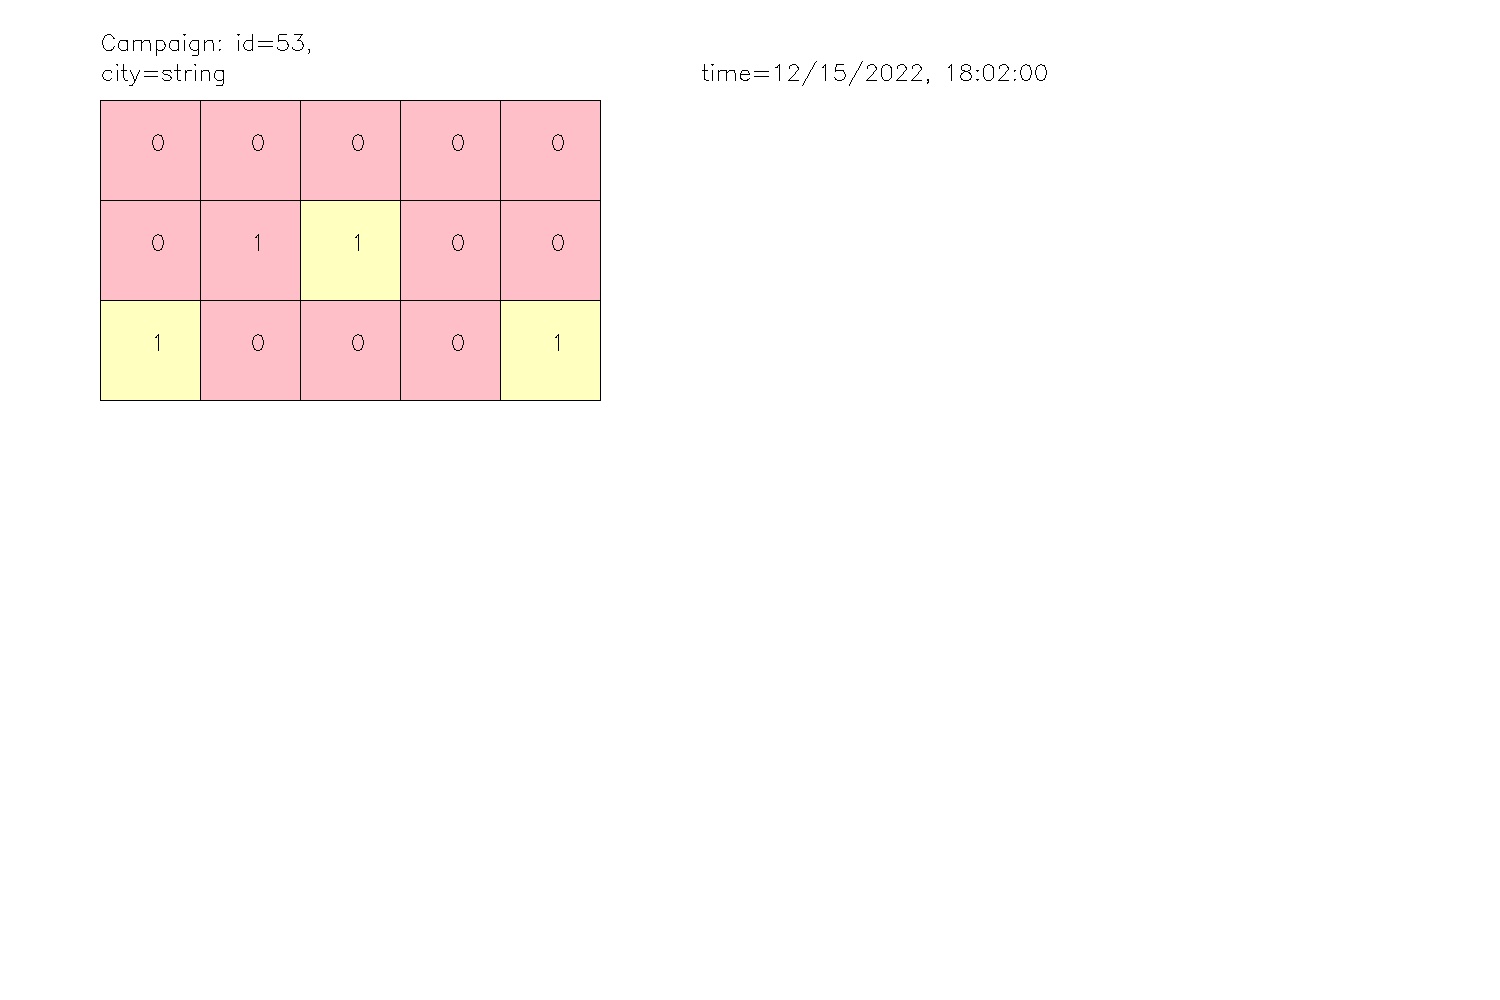 Campaign: id=53,
city=string
time=12/15/2022, 18:02:00
0 0 0 0 0
0 1 1 0 0
1 0 0 0 1